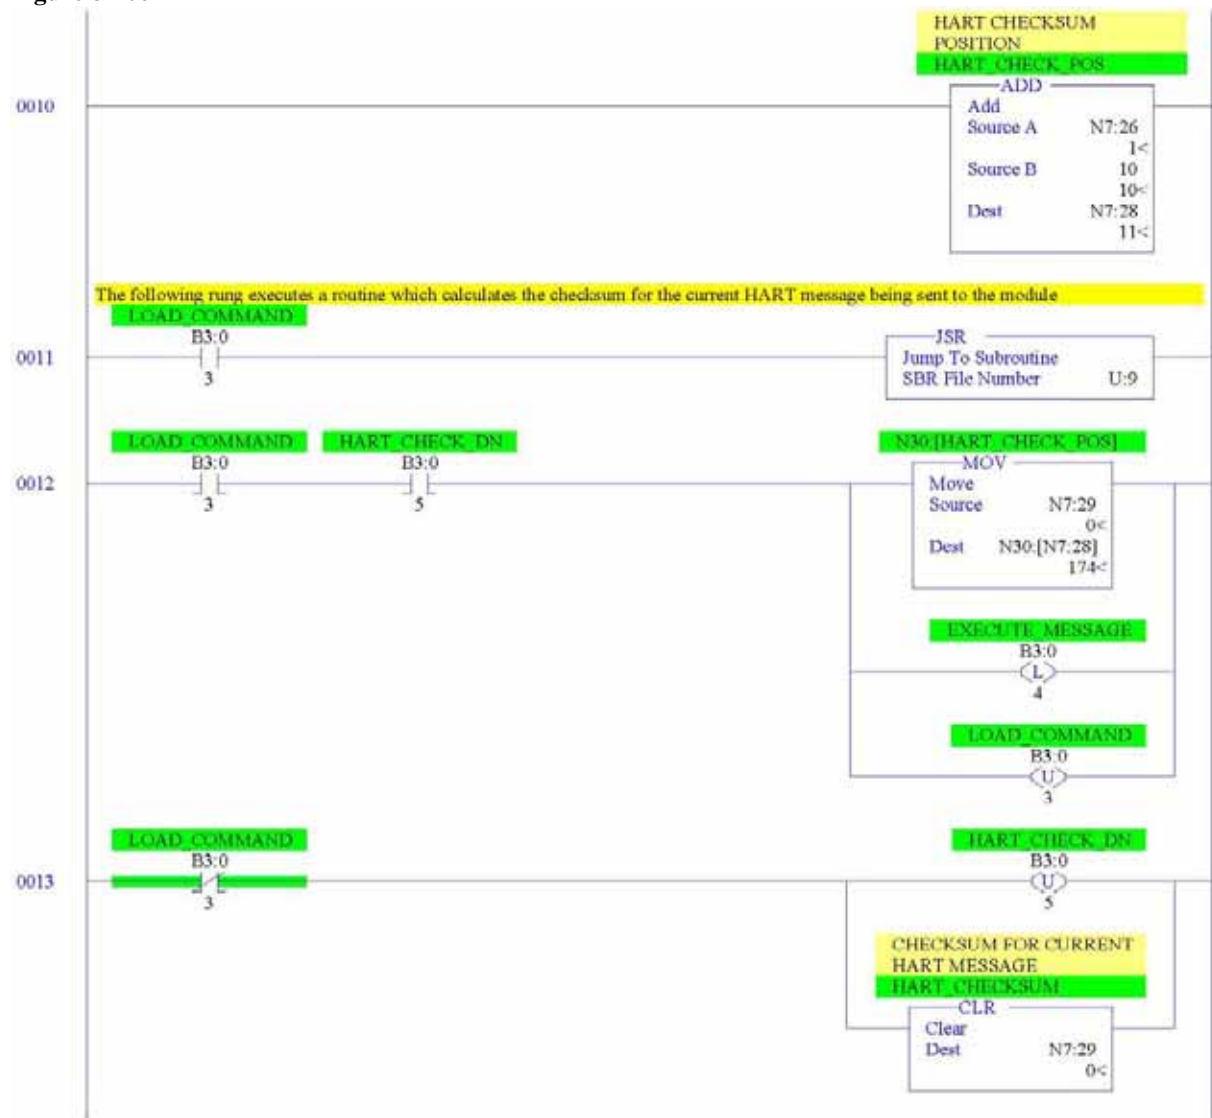 HART CHECKSUM
POSITION
HART_CHECK_POS
ADD
0010
Add
Source A N7:26
1<
Source B 10
10<
Dest N7:28
11<
The following rung executes a routine which calculates the checksum for the current HART message being sent to the module
LOAD_COMMAND
B3:0
3
0011
JSR
Jump To Subroutine
SBR File Number U:9
LOAD_COMMAND HART_CHECK_DN N30:[HART_CHECK_POS]
B3:0 B3:0 MOV
0012
3 5
Move
Source N7:29
0<
Dest N30:[N7:28]
174<
EXECUTE_MESSAGE
B3:0
L
4
LOAD_COMMAND
B3:0
U
3
LOAD_COMMAND HART_CHECK_DN
B3:0 B3:0
0013 U
3 5
CHECKSUM FOR CURRENT
HART MESSAGE
HART_CHECKSUM
CLR
Clear
Dest N7:29
0<